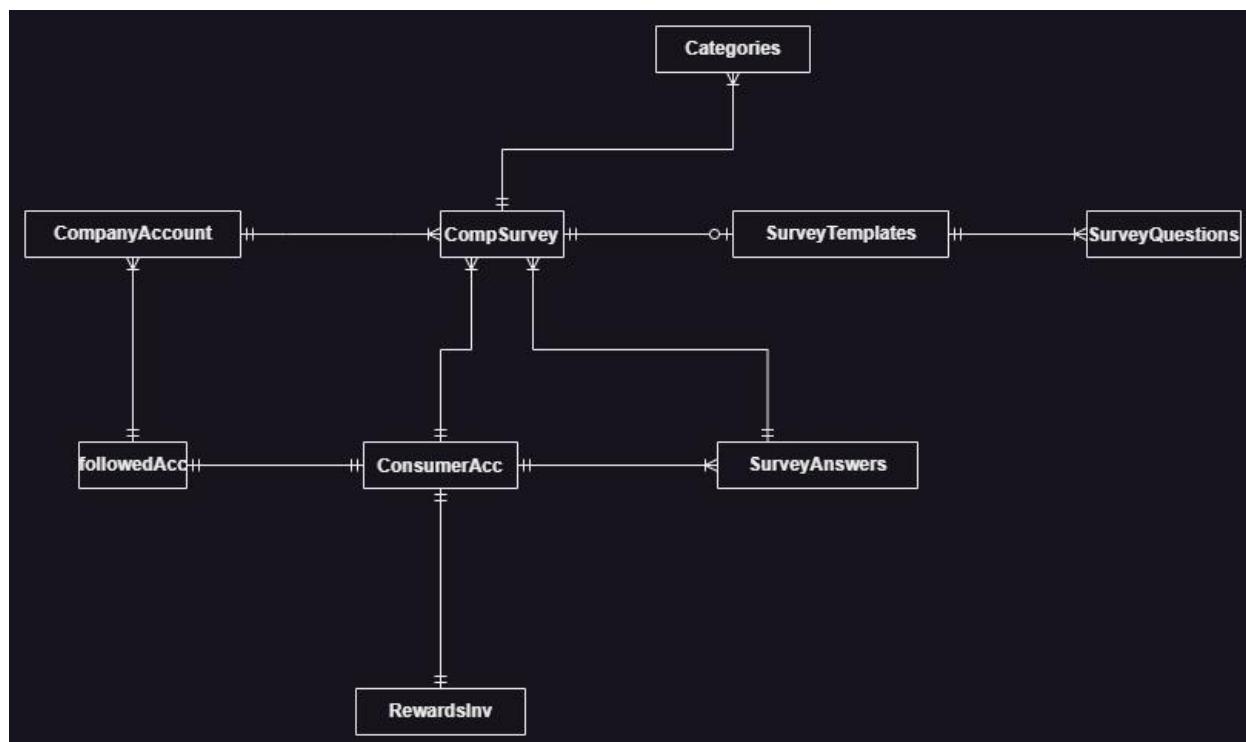 Categories
CompanyAccount
CompSurvey
SurveyTemplates
SurveyQuestions
followedAcc
ConsumerAcc
SurveyAnswers
RewardsInv